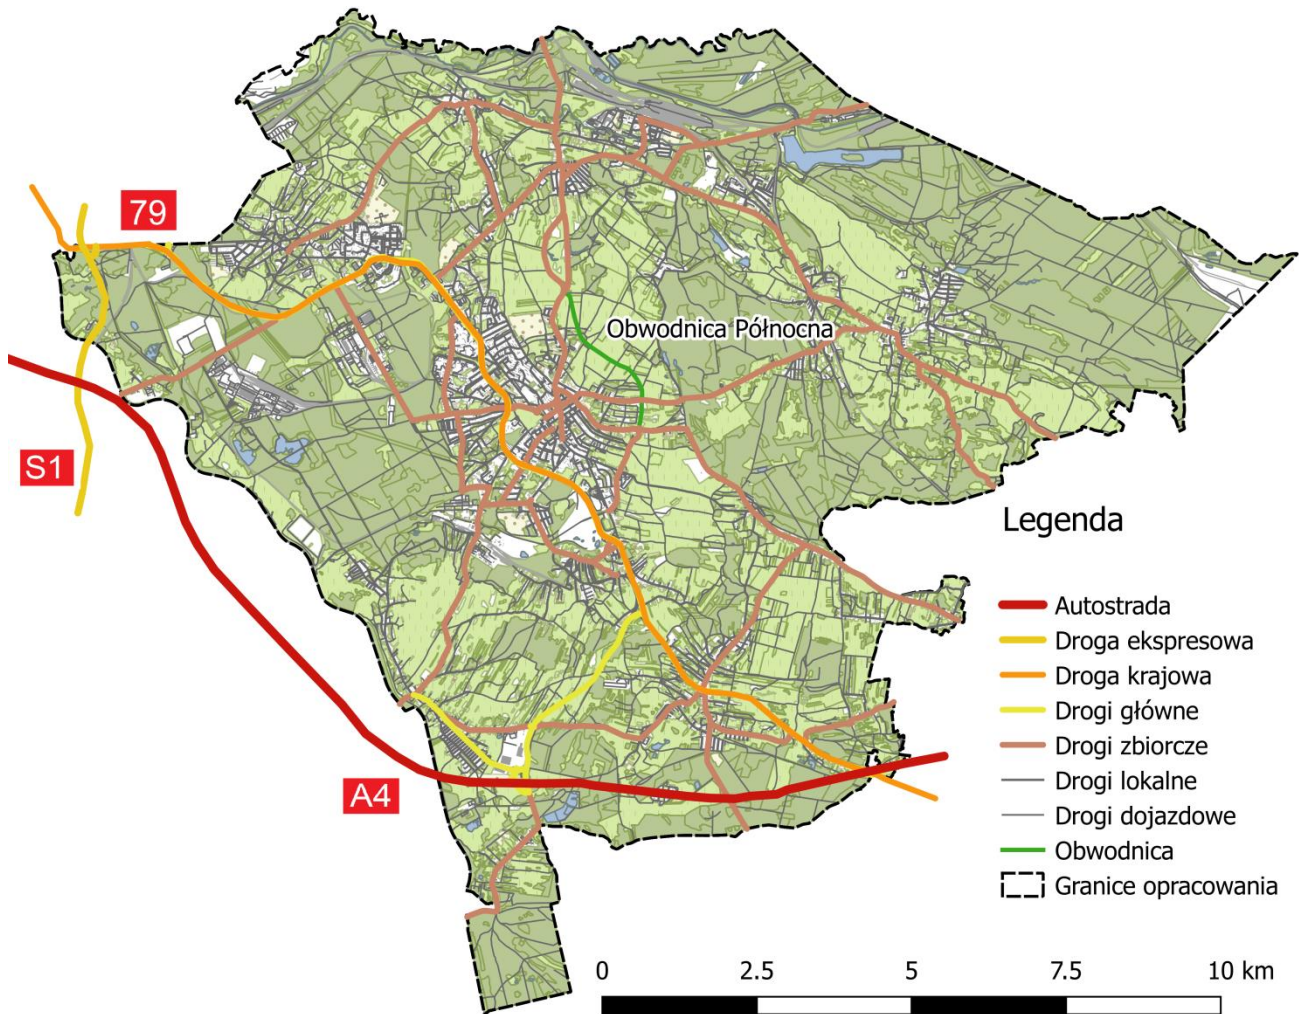 79
Obwodnica Północna
S1
Legenda
Autostrada
Droga ekspresowa
Droga krajowa
Drogi główne
Drogi zbiorcze
A4
Drogi lokalne
Drogi dojazdowe
Obwodnica
Granice opracowania
0 2.5 5 7.5 10 km